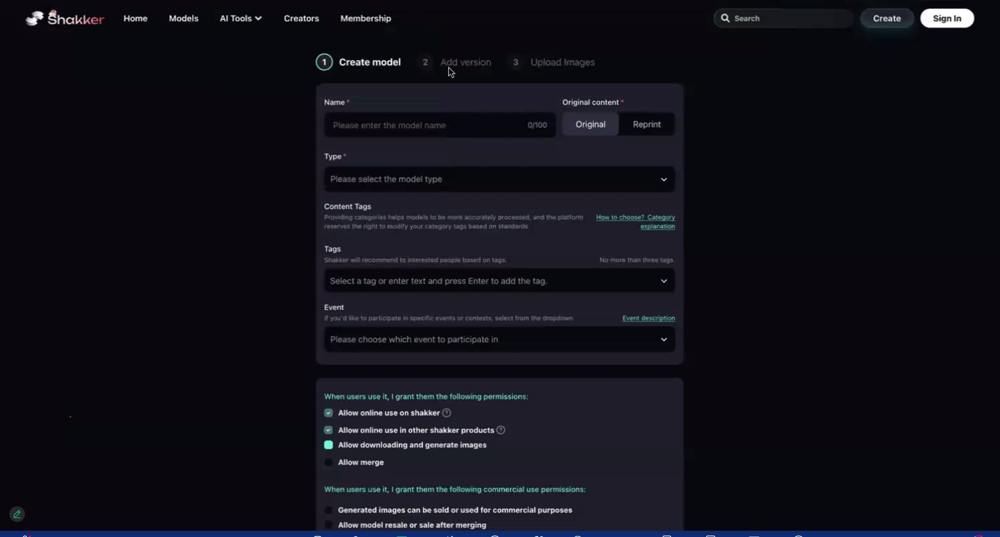 Shakker Home Models AI Tools Creators Membership Search Create Sign In
1 Create model 2 Add version 3 Upload Images
Name * Original content *
Please enter the model name 0/100 Original Reprint
Type *
Please select the model type
Content Tags
Providing categories helps models to be more accurately processed, and the platform How to choose? Category
reserves the right to modify your category tags based on standards explanation
Tags
Shakker will recommend to interested people based on tags. No more than three tags.
Select a tag or enter text and press Enter to add the tag.
Event
If you'd like to participate in specific events or contests, select from the dropdown Event description
Please choose which event to participate in
When users use it, I grant them the following permissions:
Allow online use on shakker ?
Allow online use in other shakker products ?
Allow downloading and generate images
Allow merge
When users use it, I grant them the following commercial use permissions:
Generated images can be sold or used for commercial purposes
Allow model resale or sale after merging